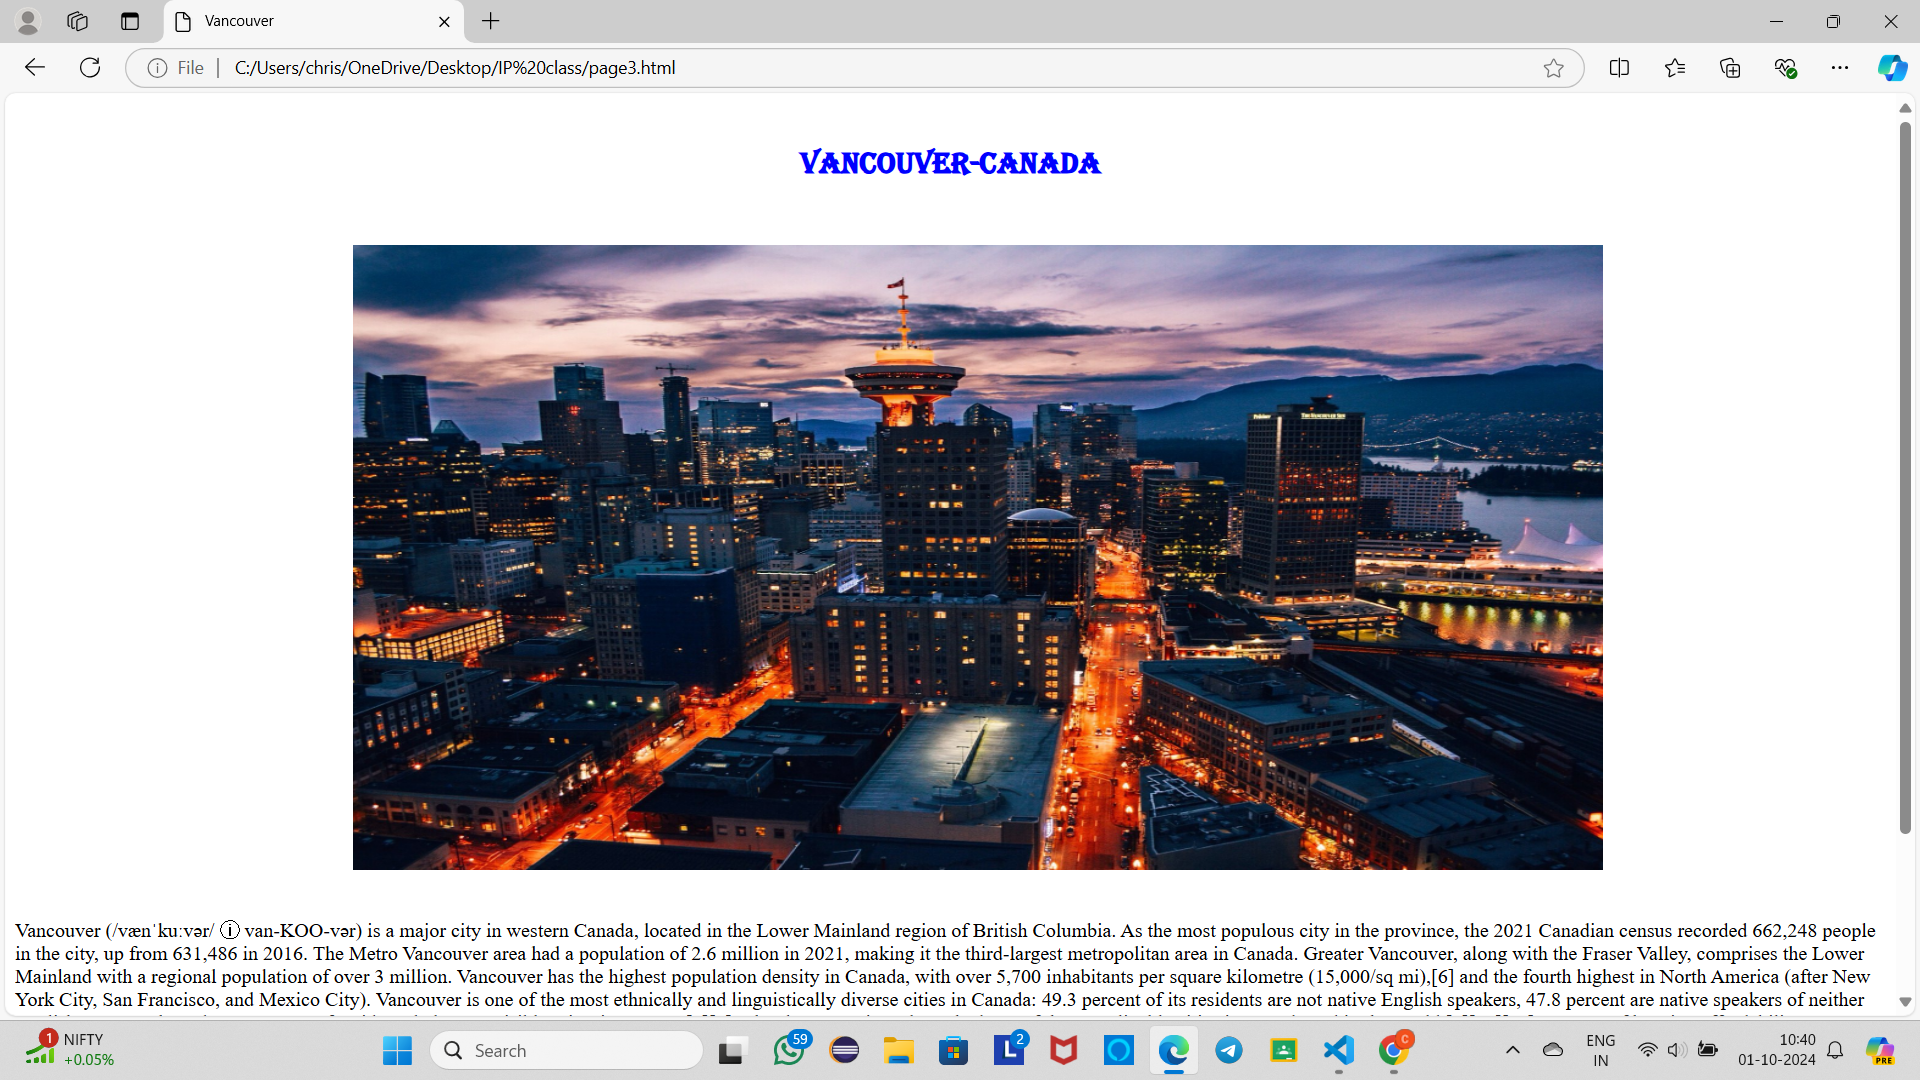 Vancouver
File
C:/Users/chris/OneDrive/Desktop/IP%20class/page3.html
VANCOUVER-CANADA
THE VANCOUVER SUN
Vancouver (/vænˈkuːvər/ ⓘ van-KOO-vər) is a major city in western Canada, located in the Lower Mainland region of British Columbia. As the most populous city in the province, the 2021 Canadian census recorded 662,248 people
in the city, up from 631,486 in 2016. The Metro Vancouver area had a population of 2.6 million in 2021, making it the third-largest metropolitan area in Canada. Greater Vancouver, along with the Fraser Valley, comprises the Lower
Mainland with a regional population of over 3 million. Vancouver has the highest population density in Canada, with over 5,700 inhabitants per square kilometre (15,000/sq mi),[6] and the fourth highest in North America (after New
York City, San Francisco, and Mexico City). Vancouver is one of the most ethnically and linguistically diverse cities in Canada: 49.3 percent of its residents are not native English speakers, 47.8 percent are native speakers of neither
1
NIFTY
+0.05%
Search
59
L
2
C
PRE
ENG
IN
10:40
01-10-2024